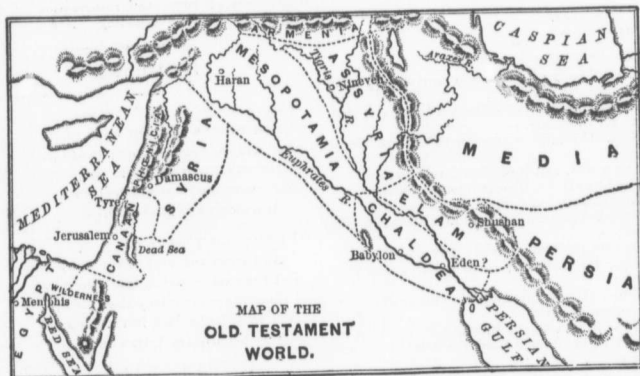 CASPIAN
SEA
ARMENIA
Araxes R.
Haran
Tigris R.
Nineveh
ASSYRIA
MESOPOTAMIA
MEDITERRANEAN
SEA
PHOENICIA
SYRIA
MEDIA
Damascus
Tyre
Euphrates R.
ELAM
Shushan
CANAAN
CHALDEA
Jerusalem
Dead Sea
Babylon
Eden?
PERSIA
EGYPT
WILDERNESS
Memphis
RED SEA
PERSIAN
GULF
MAP OF THE
OLD TESTAMENT
WORLD.